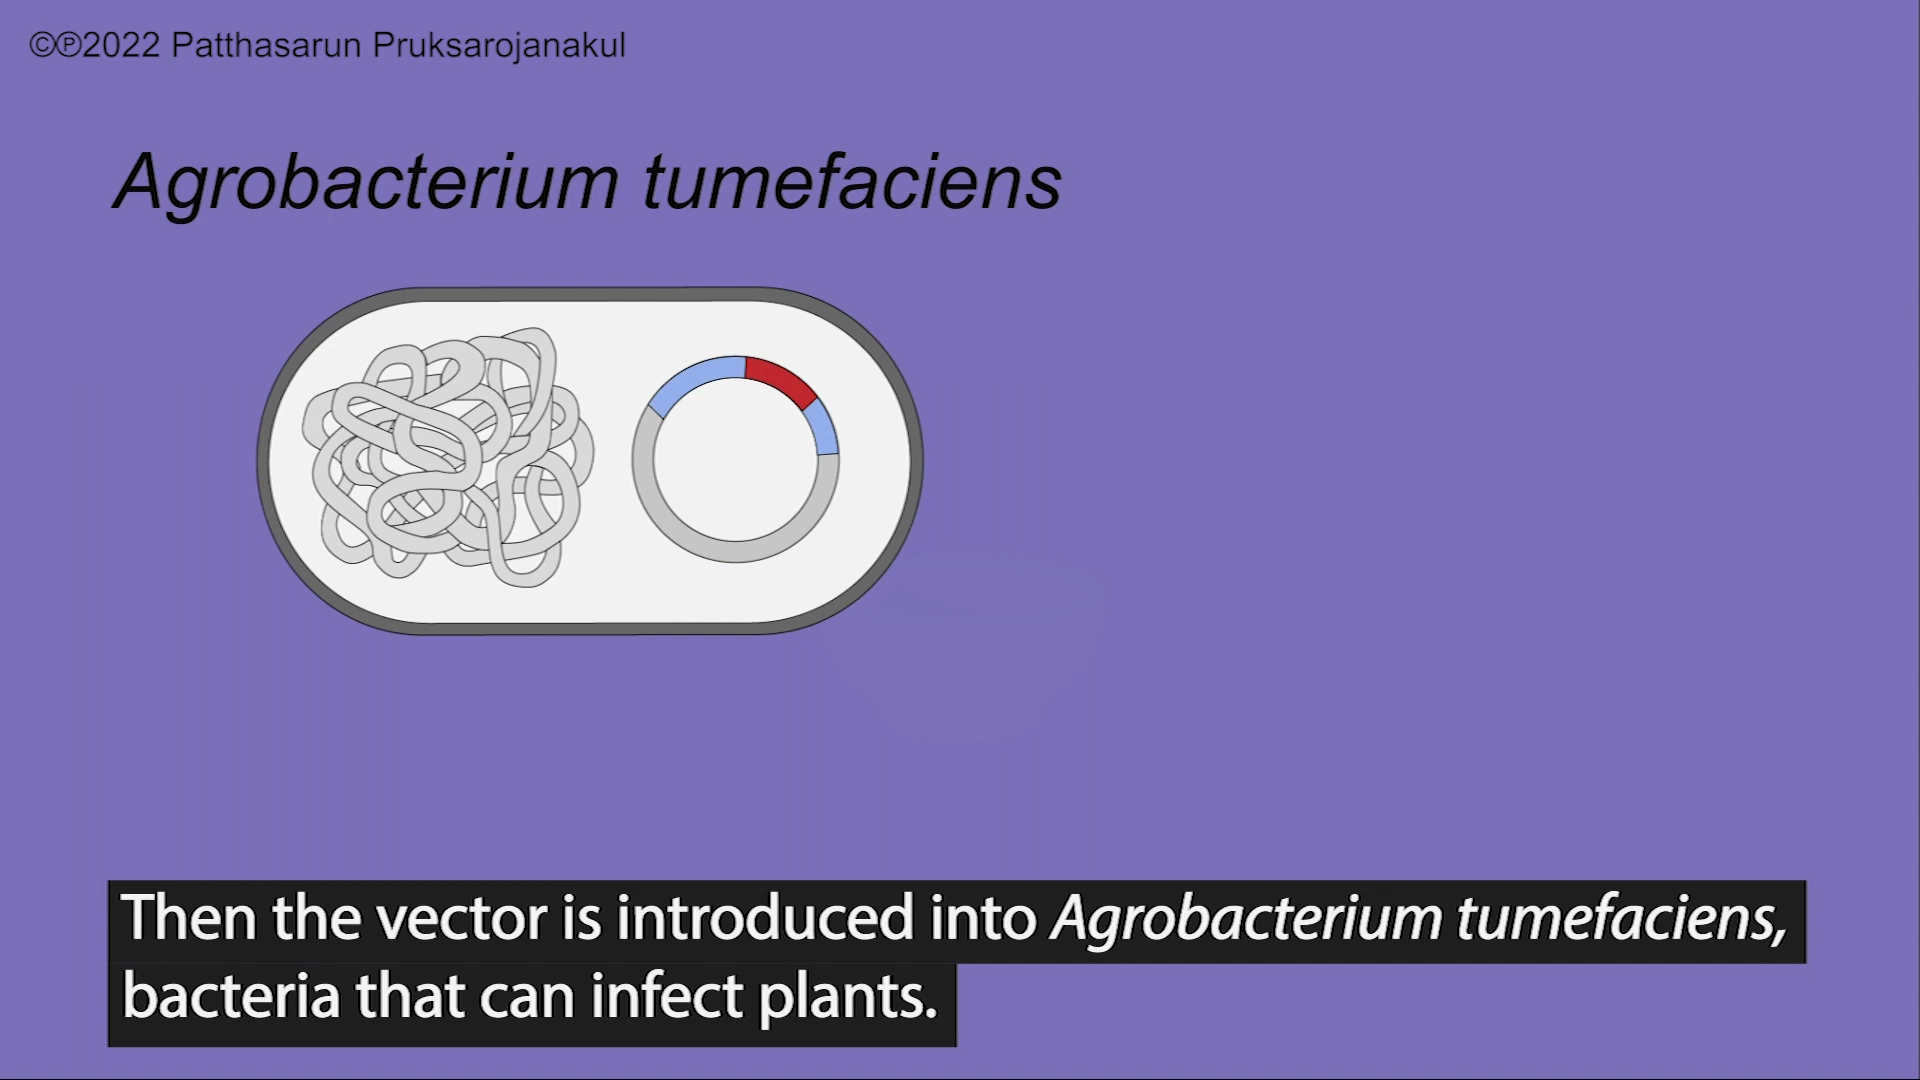 ©℗2022 Patthasarun Pruksarojanakul
Agrobacterium tumefaciens
Then the vector is introduced into Agrobacterium tumefaciens,
bacteria that can infect plants.